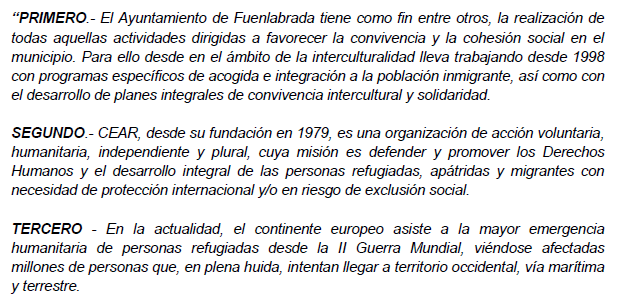 “PRIMERO.- El Ayuntamiento de Fuenlabrada tiene como fin entre otros, la realización de
todas aquellas actividades dirigidas a favorecer la convivencia y la cohesión social en el
municipio. Para ello desde en el ámbito de la interculturalidad lleva trabajando desde 1998
con programas específicos de acogida e integración a la población inmigrante, así como con
el desarrollo de planes integrales de convivencia intercultural y solidaridad.
SEGUNDO.- CEAR, desde su fundación en 1979, es una organización de acción voluntaria,
humanitaria, independiente y plural, cuya misión es defender y promover los Derechos
Humanos y el desarrollo integral de las personas refugiadas, apátridas y migrantes con
necesidad de protección internacional y/o en riesgo de exclusión social.
TERCERO - En la actualidad, el continente europeo asiste a la mayor emergencia
humanitaria de personas refugiadas desde la II Guerra Mundial, viéndose afectadas
millones de personas que, en plena huida, intentan llegar a territorio occidental, vía marítima
y terrestre.